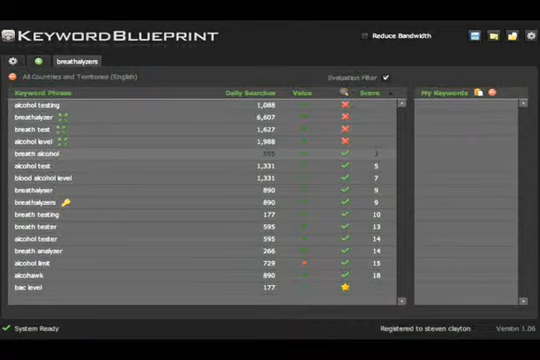 KEYWORDBLUEPRINT
Reduce Bandwidth
breathalyzers
All Countries and Territories (English)
Evaluation Filter
Keyword Phrase Daily Searches Value Score My Keywords
alcohol testing 1,088
breathalyzer 6,607
breath test 1,627
alcohol level 1,988
breath alcohol 595 3
alcohol test 1,331 5
blood alcohol level 1,331 7
breathalyser 890 9
breathalyzers 890 9
breath testing 177 10
breath tester 595 13
alcohol tester 595 14
breath analyzer 266 14
alcohol limit 729 15
alcohawk 890 18
bac level 177
System Ready Registered to steven clayton Version 1.06